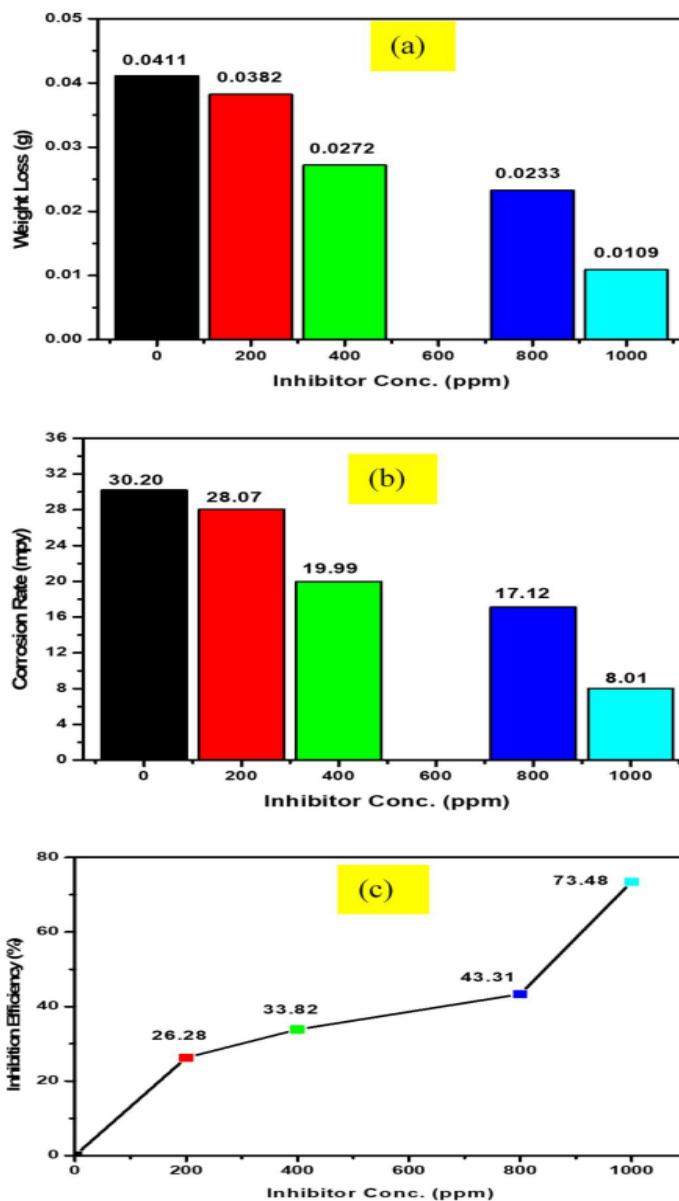 (a)
0.05
0.04
0.03
0.02
0.01
0.00
Weight Loss (g)
0.0411
0.0382
0.0272
0.0233
0.0109
0 200 400 600 800 1000
Inhibitor Conc. (ppm)
(b)
36
32
28
24
20
16
12
8
4
0
Corrosion Rate (mpy)
30.20
28.07
19.99
17.12
8.01
0 200 400 600 800 1000
Inhibitor Conc. (ppm)
(c)
80
60
40
20
0
Inhibition Efficiency (%)
26.28
33.82
43.31
73.48
0 200 400 600 800 1000
Inhibitor Conc. (ppm)